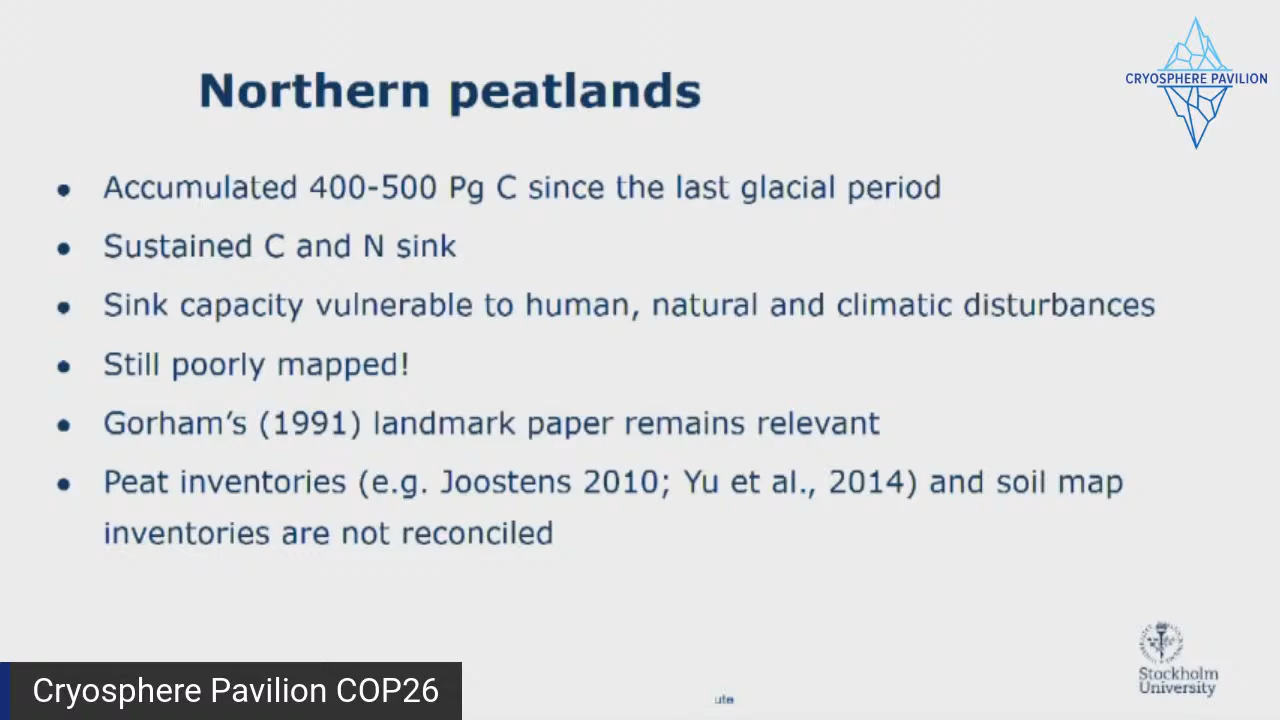 CRYOSPHERE PAVILION
Northern peatlands
• Accumulated 400-500 Pg C since the last glacial period
• Sustained C and N sink
• Sink capacity vulnerable to human, natural and climatic disturbances
• Still poorly mapped!
• Gorham’s (1991) landmark paper remains relevant
• Peat inventories (e.g. Joostens 2010; Yu et al., 2014) and soil map
inventories are not reconciled
Stockholm
University
Cryosphere Pavilion COP26
ute